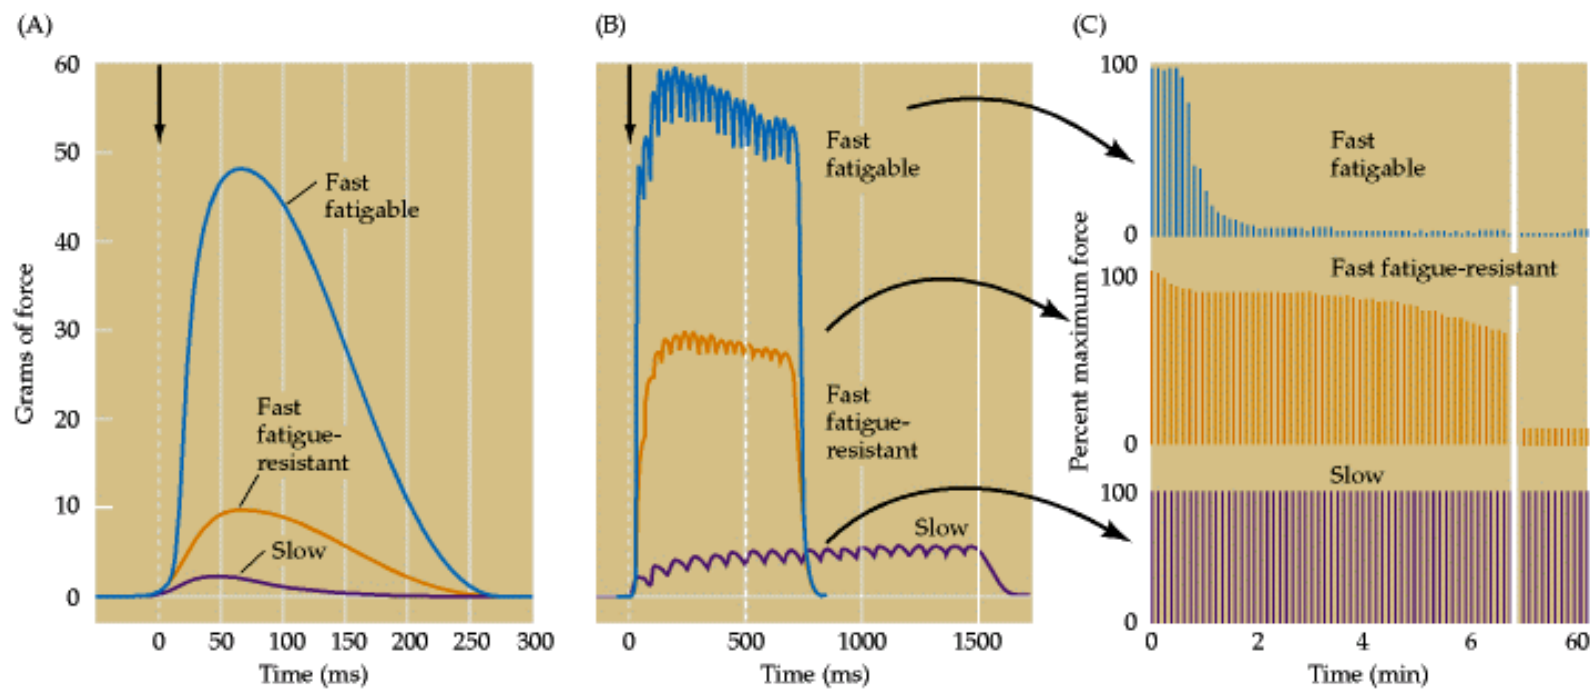 (A)
60
50
40
30
20
10
0
Grams of force
Fast
fatigable
Fast
fatigue-
resistant
Slow
0 50 100 150 200 250 300
Time (ms)
(B)
Fast
fatigable
Fast
fatigue-
resistant
Slow
0 500 1000 1500
Time (ms)
(C)
Percent maximum force
100
Fast
fatigable
0
100
Fast fatigue-resistant
0
Slow
100
0
0 2 4 6 60
Time (min)